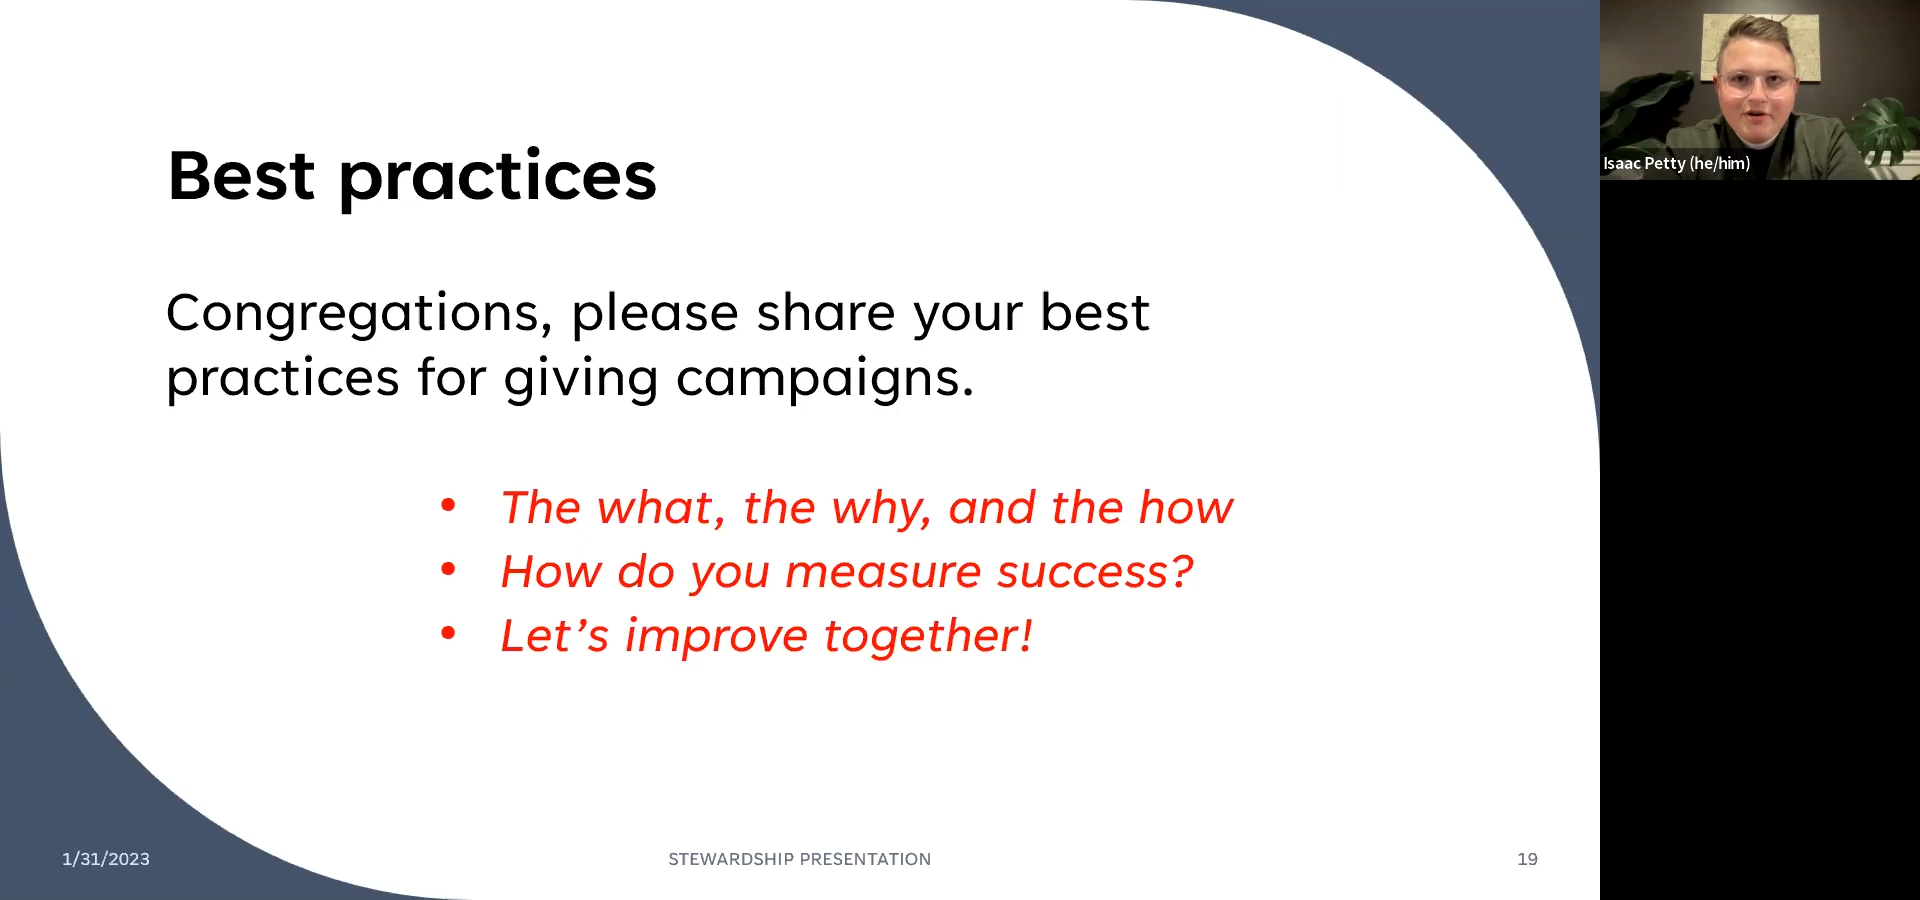 Best practices
Congregations, please share your best
practices for giving campaigns.
• The what, the why, and the how
• How do you measure success?
• Let’s improve together!
1/31/2023
STEWARDSHIP PRESENTATION
19
Isaac Petty (he/him)